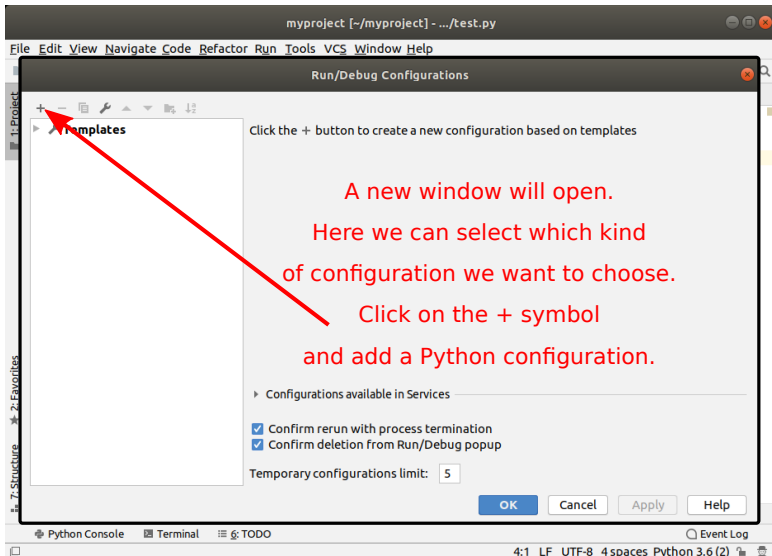 myproject [~/myproject] - .../test.py
File Edit View Navigate Code Refactor Run Tools VCS Window Help
Run/Debug Configurations
1: Project
Templates
Click the + button to create a new configuration based on templates
A new window will open.
Here we can select which kind
of configuration we want to choose.
Click on the + symbol
and add a Python configuration.
2: Favorites
7: Structure
Configurations available in Services
Confirm rerun with process termination
Confirm deletion from Run/Debug popup
Temporary configurations limit: 5
OK Cancel Apply Help
Python Console Terminal 6: TODO Event Log
4:1 LF UTF-8 4 spaces Python 3.6 (2)